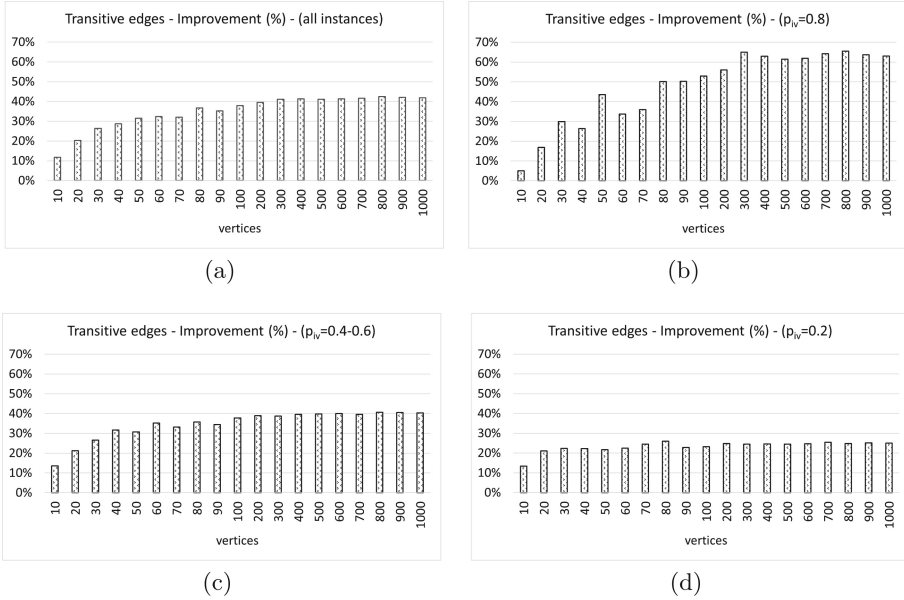 Transitive edges - Improvement (%) - (all instances)
70%
60%
50%
40%
30%
20%
10%
0%
10 20 30 40 50 60 70 80 90 100 200 300 400 500 600 700 800 900 1000
vertices
(a)
Transitive edges - Improvement (%) - (piv=0.8)
70%
60%
50%
40%
30%
20%
10%
0%
10 20 30 40 50 60 70 80 90 100 200 300 400 500 600 700 800 900 1000
vertices
(b)
Transitive edges - Improvement (%) - (piv=0.4-0.6)
70%
60%
50%
40%
30%
20%
10%
0%
10 20 30 40 50 60 70 80 90 100 200 300 400 500 600 700 800 900 1000
vertices
(c)
Transitive edges - Improvement (%) - (piv=0.2)
70%
60%
50%
40%
30%
20%
10%
0%
10 20 30 40 50 60 70 80 90 100 200 300 400 500 600 700 800 900 1000
vertices
(d)